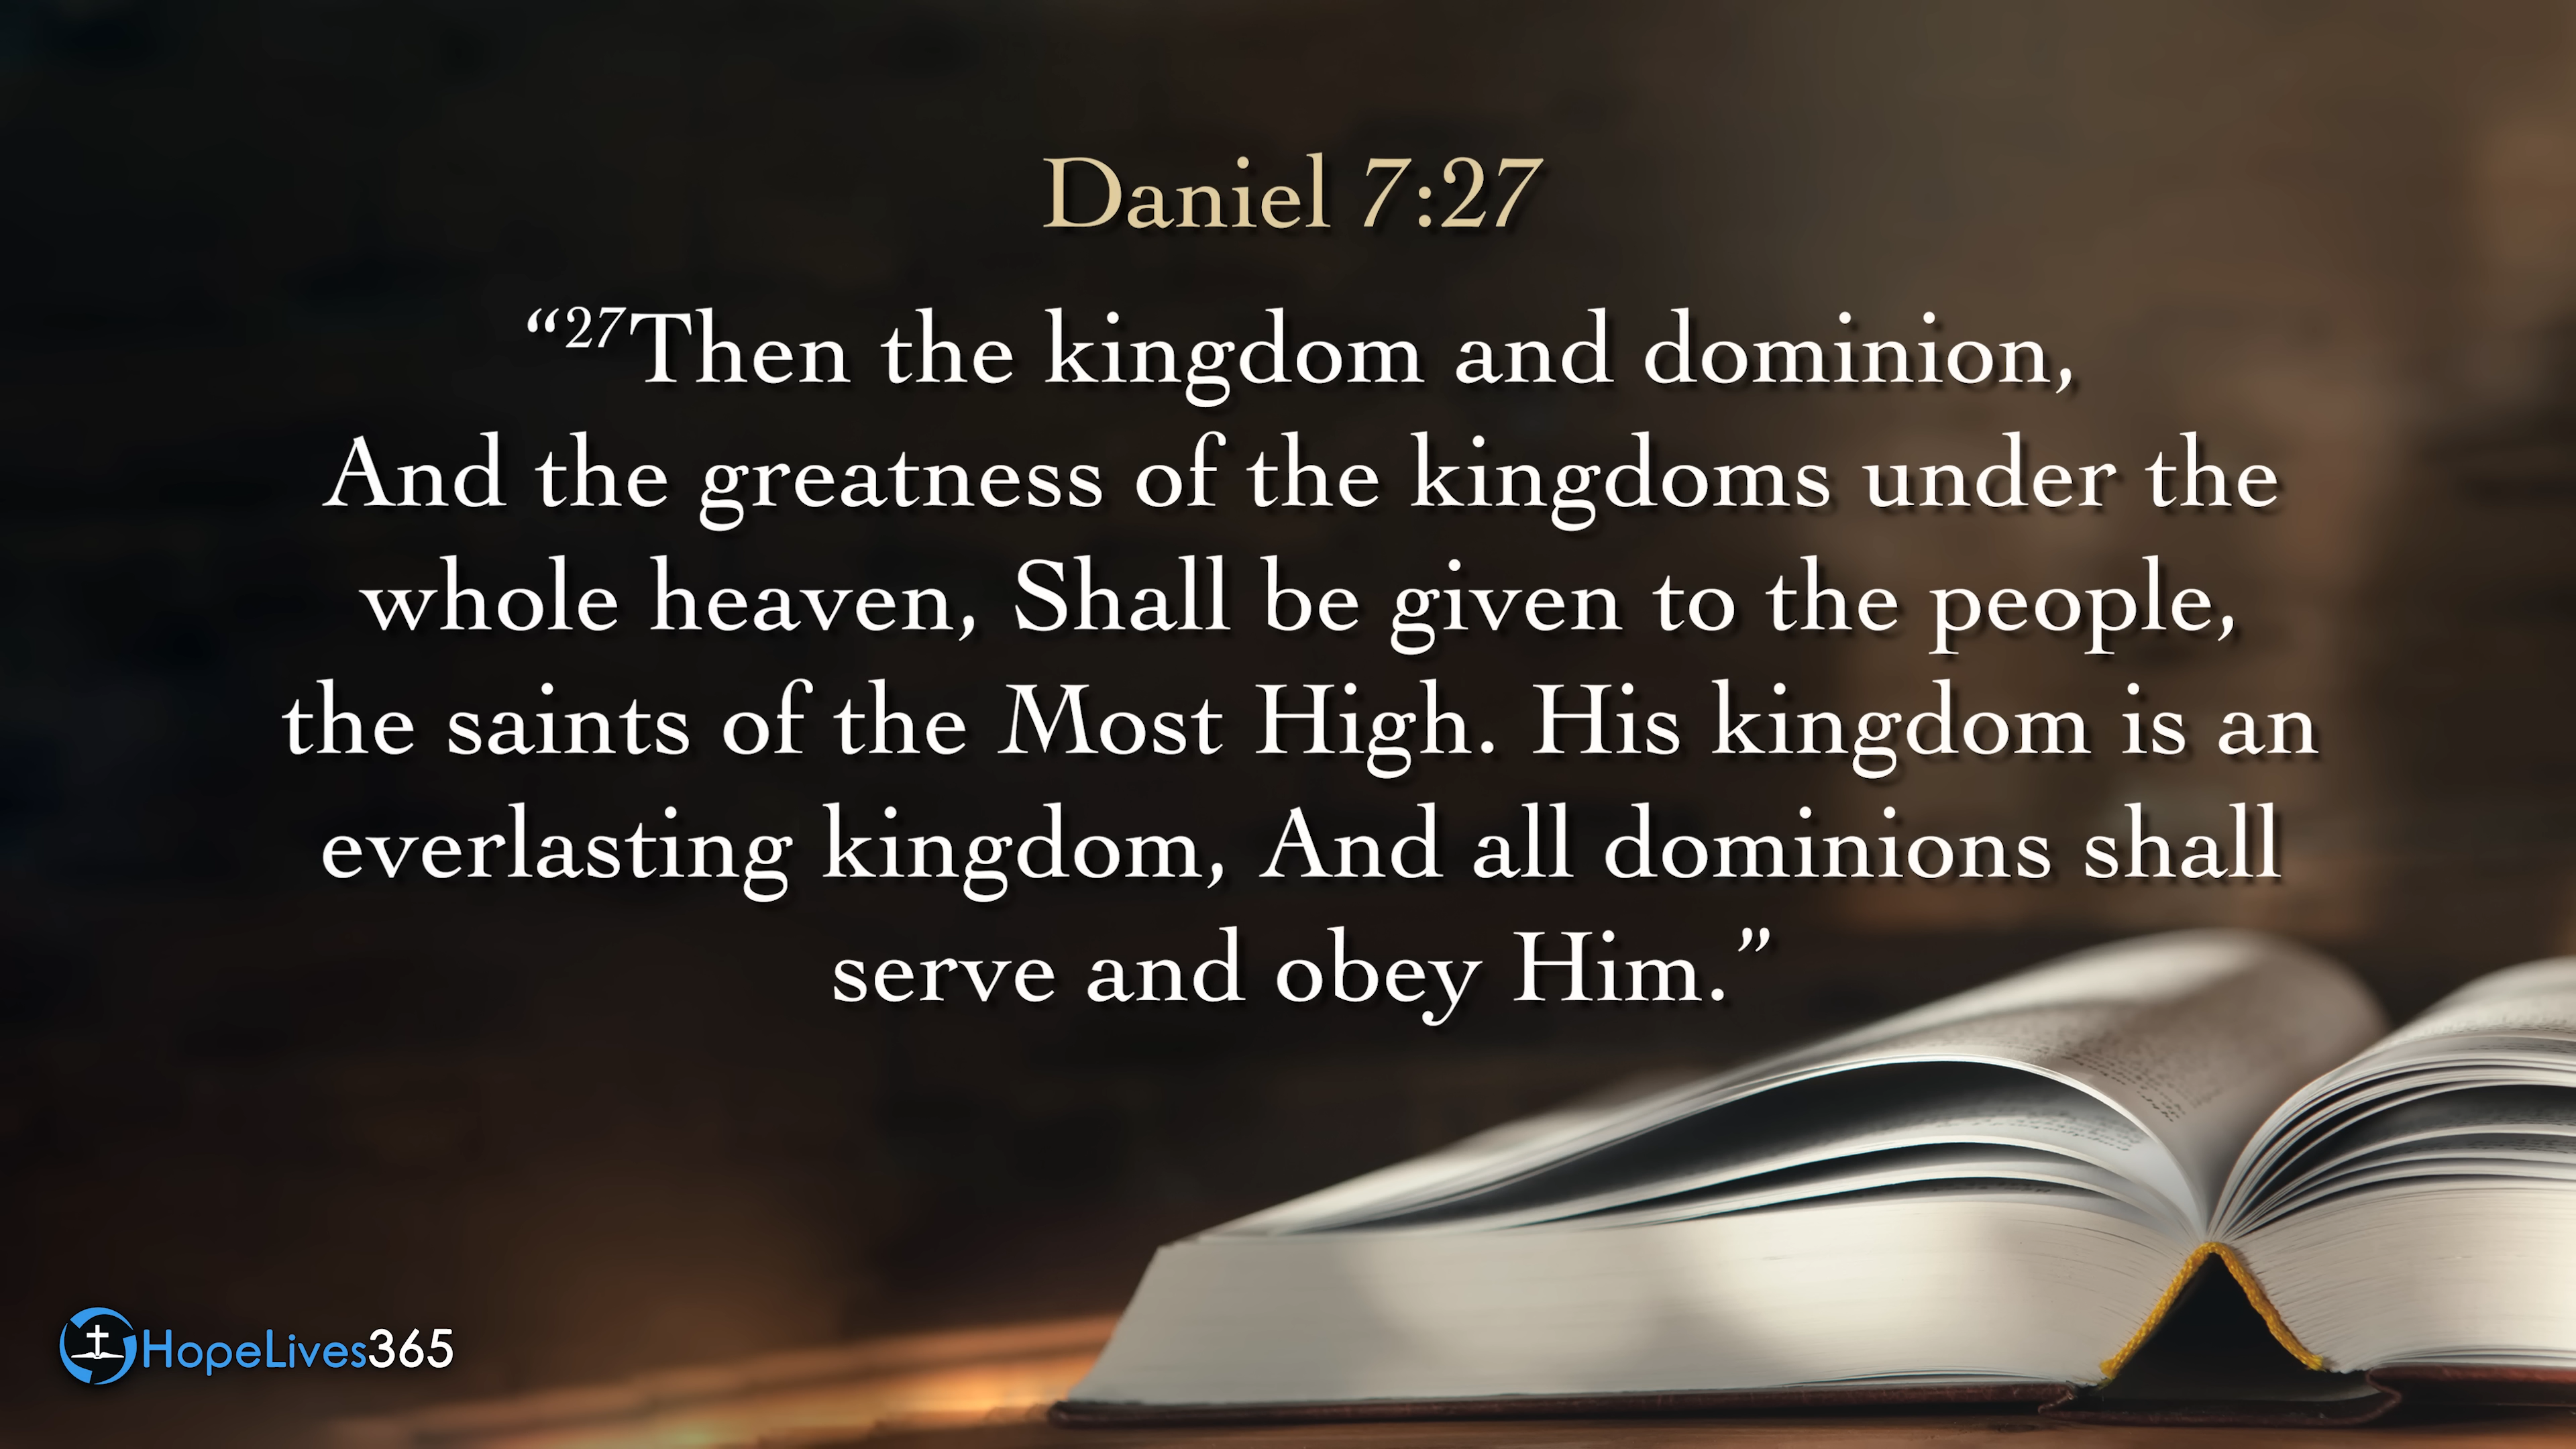 Daniel 7:27
“27Then the kingdom and dominion,
And the greatness of the kingdoms under the
whole heaven, Shall be given to the people,
the saints of the Most High. His kingdom is an
everlasting kingdom, And all dominions shall
serve and obey Him.”
HopeLives365